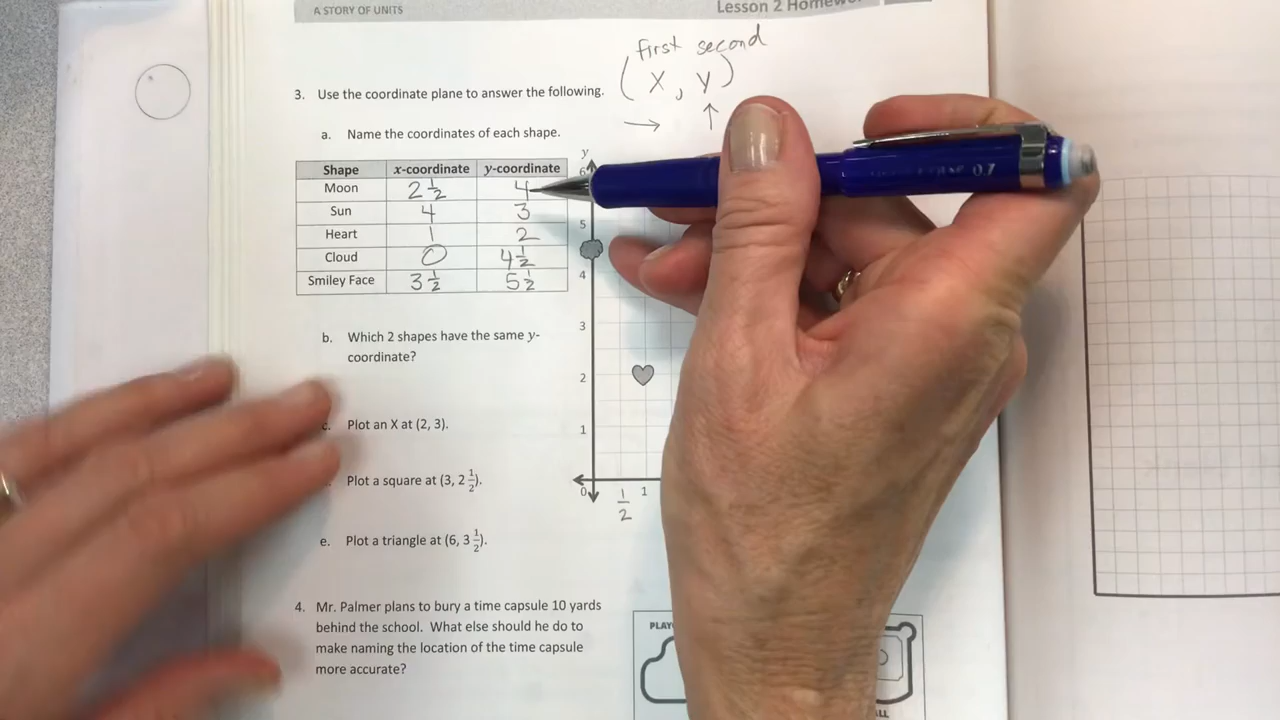 A STORY OF UNITS
Lesson 2 Homewor
first second
(x, y)
3. Use the coordinate plane to answer the following.
→ ↑
a. Name the coordinates of each shape.
Shape x-coordinate y-coordinate
Moon 2 1/2 4
Sun 4 3
Heart 1 2
Cloud 0 4 1/2
Smiley Face 3 1/2 5 1/2
y
6
5
4
3
2
1
0 1/2 1
b. Which 2 shapes have the same y-
coordinate?
c. Plot an X at (2, 3).
Plot a square at (3, 2 1/2).
e. Plot a triangle at (6, 3 1/2).
4. Mr. Palmer plans to bury a time capsule 10 yards
behind the school. What else should he do to
make naming the location of the time capsule
more accurate?
PLAY
0.7